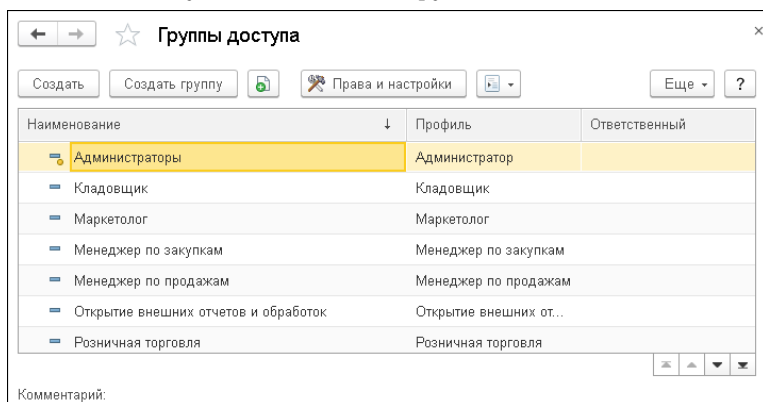 Группы доступа
Создать Создать группу Права и настройки Еще ?
Наименование ↓ Профиль Ответственный
Администраторы Администратор
Кладовщик Кладовщик
Маркетолог Маркетолог
Менеджер по закупкам Менеджер по закупкам
Менеджер по продажам Менеджер по продажам
Открытие внешних отчетов и обработок Открытие внешних от...
Розничная торговля Розничная торговля
Комментарий: